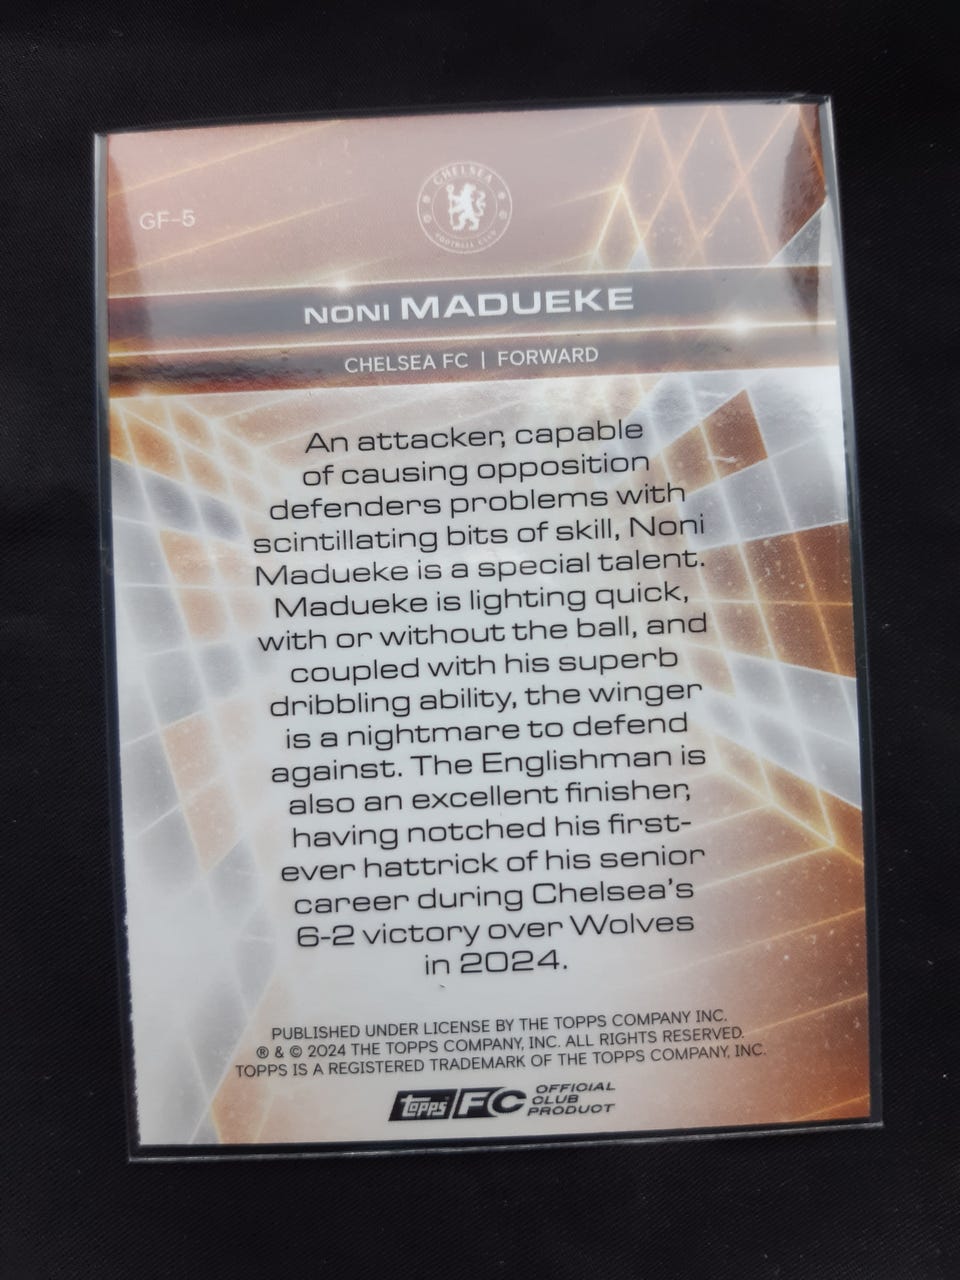 GF-5
CHELSEA
FOOTBALL CLUB
NONI MADUEKE
CHELSEA FC | FORWARD
An attacker, capable
of causing opposition
defenders problems with
scintillating bits of skill, Noni
Madueke is a special talent.
Madueke is lighting quick,
with or without the ball, and
coupled with his superb
dribbling ability, the winger
is a nightmare to defend
against. The Englishman is
also an excellent finisher,
having notched his first-
ever hattrick of his senior
career during Chelsea's
6-2 victory over Wolves
in 2024.
PUBLISHED UNDER LICENSE BY THE TOPPS COMPANY INC.
® & © 2024 THE TOPPS COMPANY, INC. ALL RIGHTS RESERVED.
TOPPS IS A REGISTERED TRADEMARK OF THE TOPPS COMPANY, INC.
topps FC OFFICIAL
CLUB
PRODUCT